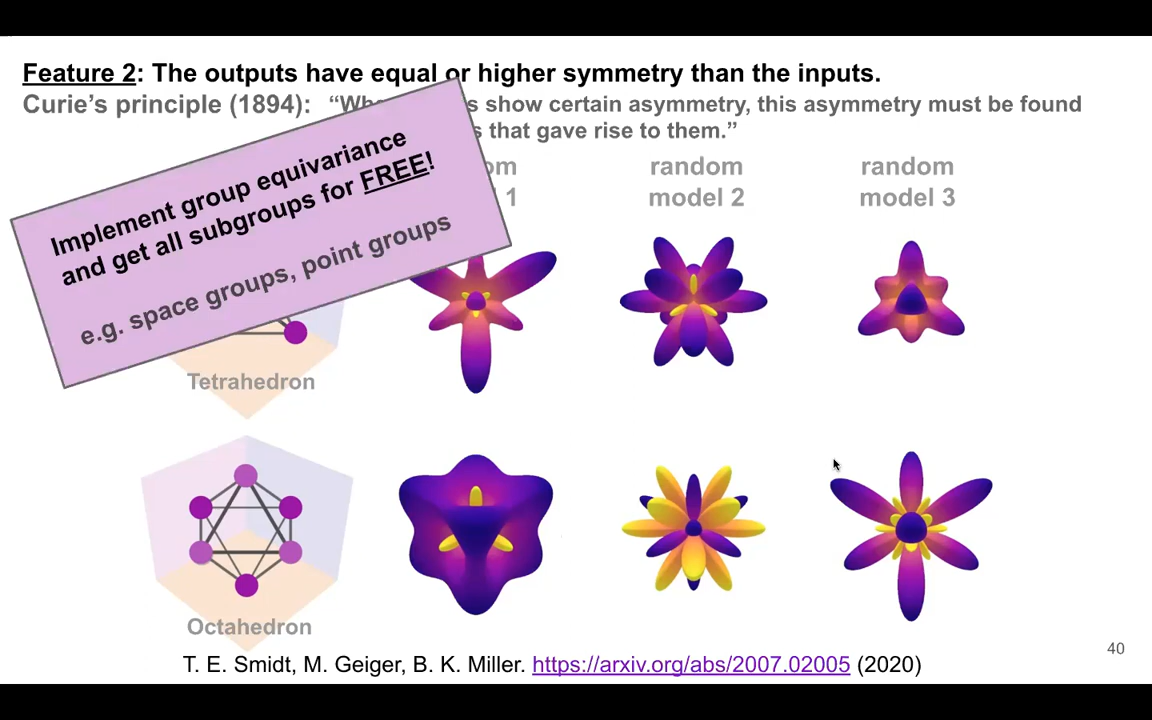 Feature 2: The outputs have equal or higher symmetry than the inputs.
Curie's principle (1894): “ s show certain asymmetry, this asymmetry must be found
that gave rise to them.”
Implement group equivariance
and get all subgroups for FREE!
e.g. space groups, point groups
1
random
model 2
random
model 3
Tetrahedron
Octahedron
T. E. Smidt, M. Geiger, B. K. Miller. https://arxiv.org/abs/2007.02005 (2020)
40